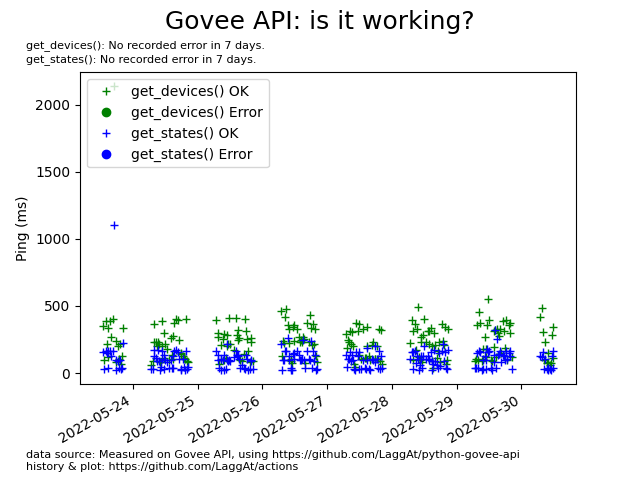 Govee API: is it working?
get_devices(): No recorded error in 7 days.
get_states(): No recorded error in 7 days.
get_devices() OK
get_devices() Error
get_states() OK
get_states() Error
Ping (ms)
2000
1500
1000
500
0
2022-05-24
2022-05-25
2022-05-26
2022-05-27
2022-05-28
2022-05-29
2022-05-30
data source: Measured on Govee API, using https://github.com/LaggAt/python-govee-api
history & plot: https://github.com/LaggAt/actions